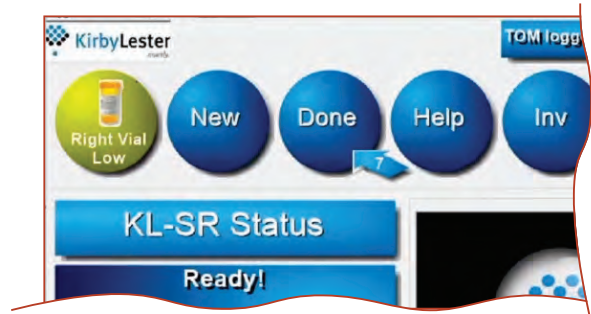 KirbyLester
TOM logg
Right Vial
Low
New
Done
Help
Inv
7
KL-SR Status
Ready!